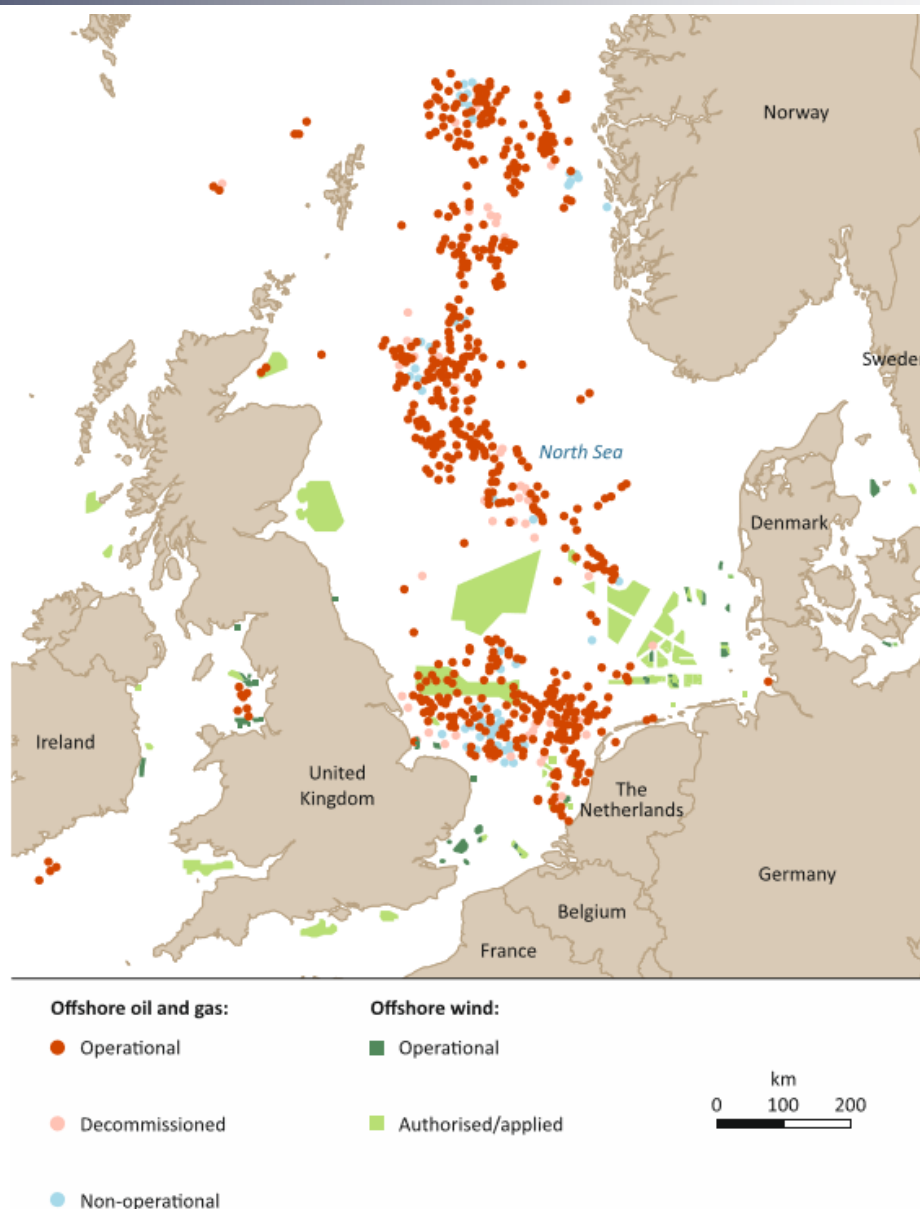 Norway
Sweden
North Sea
Denmark
Ireland
United
Kingdom
The
Netherlands
Germany
Belgium
France
Offshore oil and gas:
Offshore wind:
Operational
Operational
km
0 100 200
Decommissioned
Authorised/applied
Non-operational